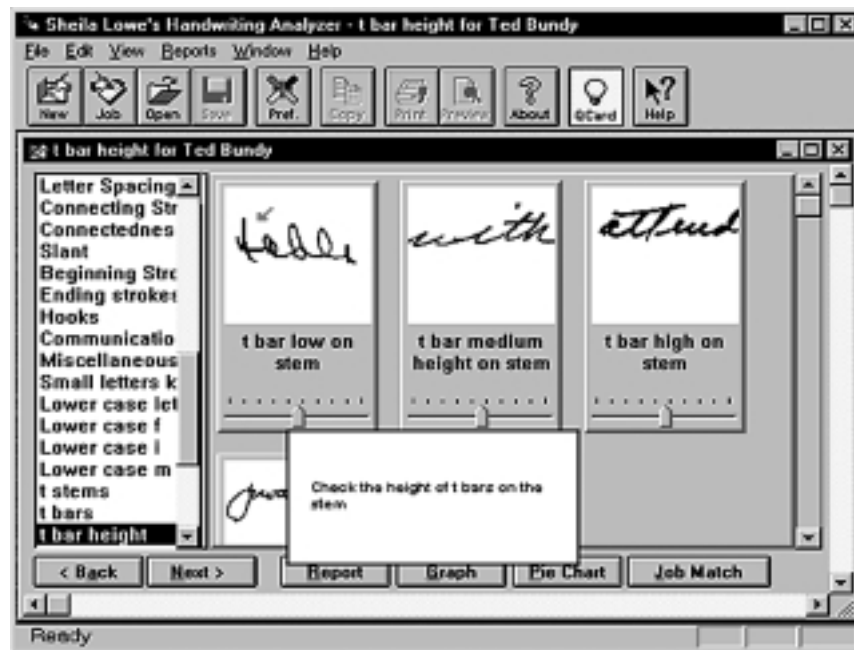 Sheila Lowe's Handwriting Analyzer - t bar height for Ted Bundy
File Edit View Reports Window Help
New Job Open Save Pref. Copy Print Preview About QCard Help
t bar height for Ted Bundy
Letter Spacing
Connecting Str
Connectednes
Slant
Beginning Stro
Ending strokes
Hooks
Communicatio
Miscellaneous
Small letters k
Lower case let
Lower case f
Lower case i
Lower case m
t stems
t bars
t bar height
table
with
attend
t bar low on
stem
t bar medium
height on stem
t bar high on
stem
Check the height of t bars on the
stem
< Back Next > Report Graph Pie Chart Job Match
Ready